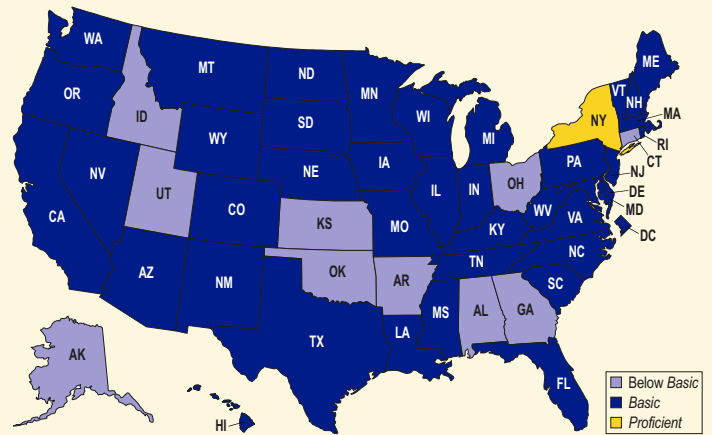 WA
MT
ND
MN
ME
VT
NH
MA
OR
ID
WY
SD
WI
MI
NY
RI
CT
NV
UT
NE
IA
IL
IN
OH
PA
NJ
DE
MD
DC
CA
CO
KS
MO
KY
WV
VA
AZ
NM
OK
AR
TN
NC
SC
TX
LA
MS
AL
GA
FL
AK
HI
Below Basic
Basic
Proficient